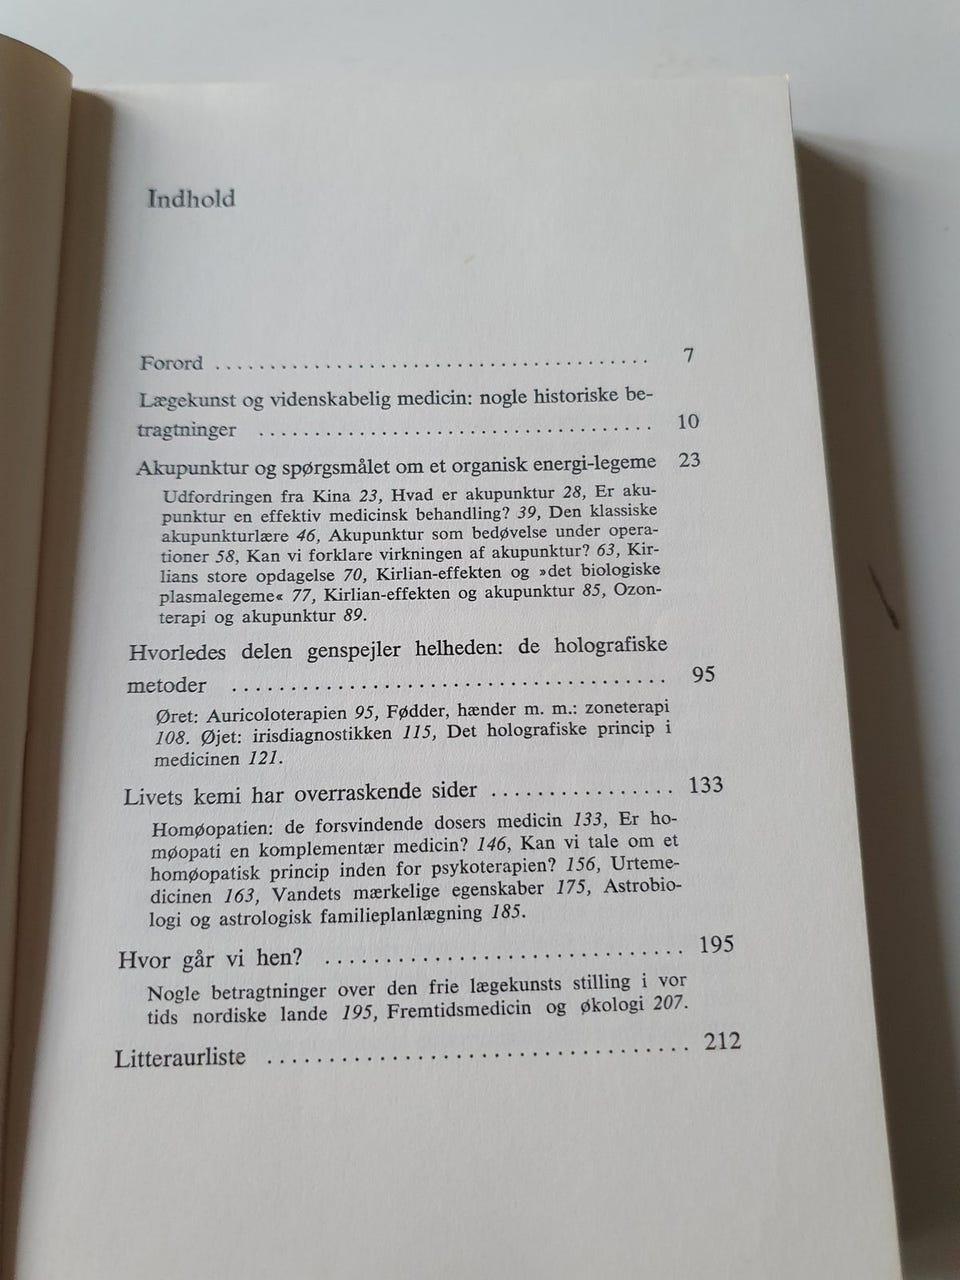 Indhold
Forord ....................................... 7
Lægekunst og videnskabelig medicin: nogle historiske be-
tragtninger .................................... 10
Akupunktur og spørgsmålet om et organisk energi-legeme 23
Udfordringen fra Kina 23, Hvad er akupunktur 28, Er aku-
punktur en effektiv medicinsk behandling? 39, Den klassiske
akupunkturlære 46, Akupunktur som bedøvelse under opera-
tioner 58, Kan vi forklare virkningen af akupunktur? 63, Kir-
lians store opdagelse 70, Kirlian-effekten og »det biologiske
plasmalegeme« 77, Kirlian-effekten og akupunktur 85, Ozon-
terapi og akupunktur 89.
Hvorledes delen genspejler helheden: de holografiske
metoder ...................................... 95
Øret: Auricoloterapien 95, Fødder, hænder m. m.: zoneterapi
108. Øjet: irisdiagnostikken 115, Det holografiske princip i
medicinen 121.
Livets kemi har overraskende sider ................ 133
Homøopatien: de forsvindende dosers medicin 133, Er ho-
møopati en komplementær medicin? 146, Kan vi tale om et
homøopatisk princip inden for psykoterapien? 156, Urteme-
dicinen 163, Vandets mærkelige egenskaber 175, Astrobio-
logi og astrologisk familieplanlægning 185.
Hvor går vi hen? ............................... 195
Nogle betragtninger over den frie lægekunsts stilling i vor
tids nordiske lande 195, Fremtidsmedicin og økologi 207.
Litteraurliste .................................. 212